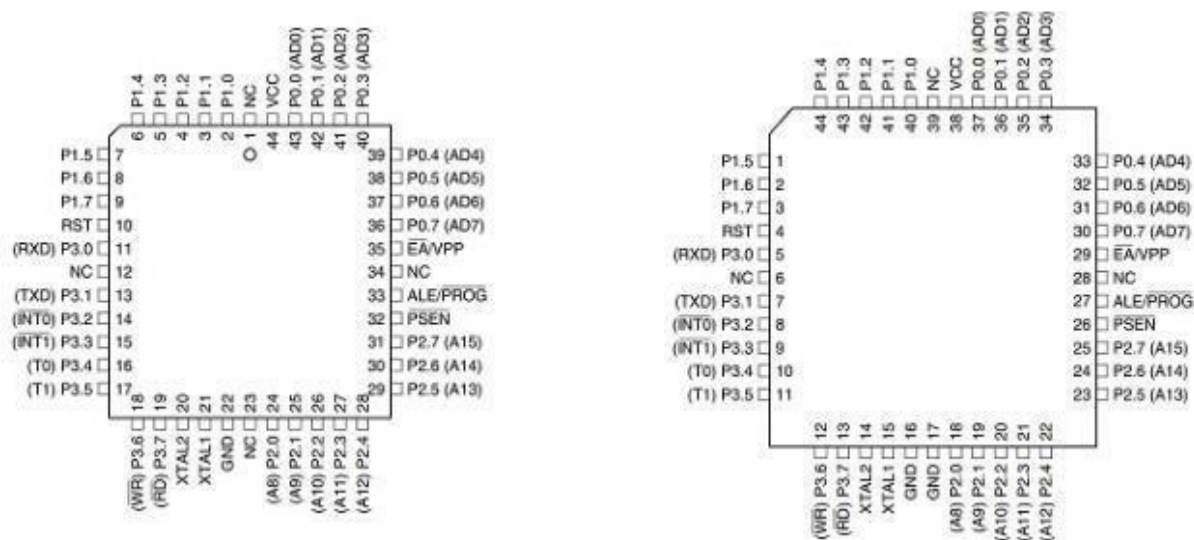 P1.4
P1.3
P1.2
P1.1
P1.0
NC
VCC
P0.0 (AD0)
P0.1 (AD1)
P0.2 (AD2)
P0.3 (AD3)
6
5
4
3
2
1
44
43
42
41
40
P1.5 7
P1.6 8
P1.7 9
RST 10
(RXD) P3.0 11
NC 12
(TXD) P3.1 13
(INT0) P3.2 14
(INT1) P3.3 15
(T0) P3.4 16
(T1) P3.5 17
39 P0.4 (AD4)
38 P0.5 (AD5)
37 P0.6 (AD6)
36 P0.7 (AD7)
35 EA/VPP
34 NC
33 ALE/PROG
32 PSEN
31 P2.7 (A15)
30 P2.6 (A14)
29 P2.5 (A13)
18
19
20
21
22
23
24
25
26
27
28
(WR) P3.6
(RD) P3.7
XTAL2
XTAL1
GND
NC
(A8) P2.0
(A9) P2.1
(A10) P2.2
(A11) P2.3
(A12) P2.4
P1.4
P1.3
P1.2
P1.1
P1.0
NC
VCC
P0.0 (AD0)
P0.1 (AD1)
P0.2 (AD2)
P0.3 (AD3)
44
43
42
41
40
39
38
37
36
35
34
P1.5 1
P1.6 2
P1.7 3
RST 4
(RXD) P3.0 5
NC 6
(TXD) P3.1 7
(INT0) P3.2 8
(INT1) P3.3 9
(T0) P3.4 10
(T1) P3.5 11
33 P0.4 (AD4)
32 P0.5 (AD5)
31 P0.6 (AD6)
30 P0.7 (AD7)
29 EA/VPP
28 NC
27 ALE/PROG
26 PSEN
25 P2.7 (A15)
24 P2.6 (A14)
23 P2.5 (A13)
12
13
14
15
16
17
18
19
20
21
22
(WR) P3.6
(RD) P3.7
XTAL2
XTAL1
GND
GND
(A8) P2.0
(A9) P2.1
(A10) P2.2
(A11) P2.3
(A12) P2.4